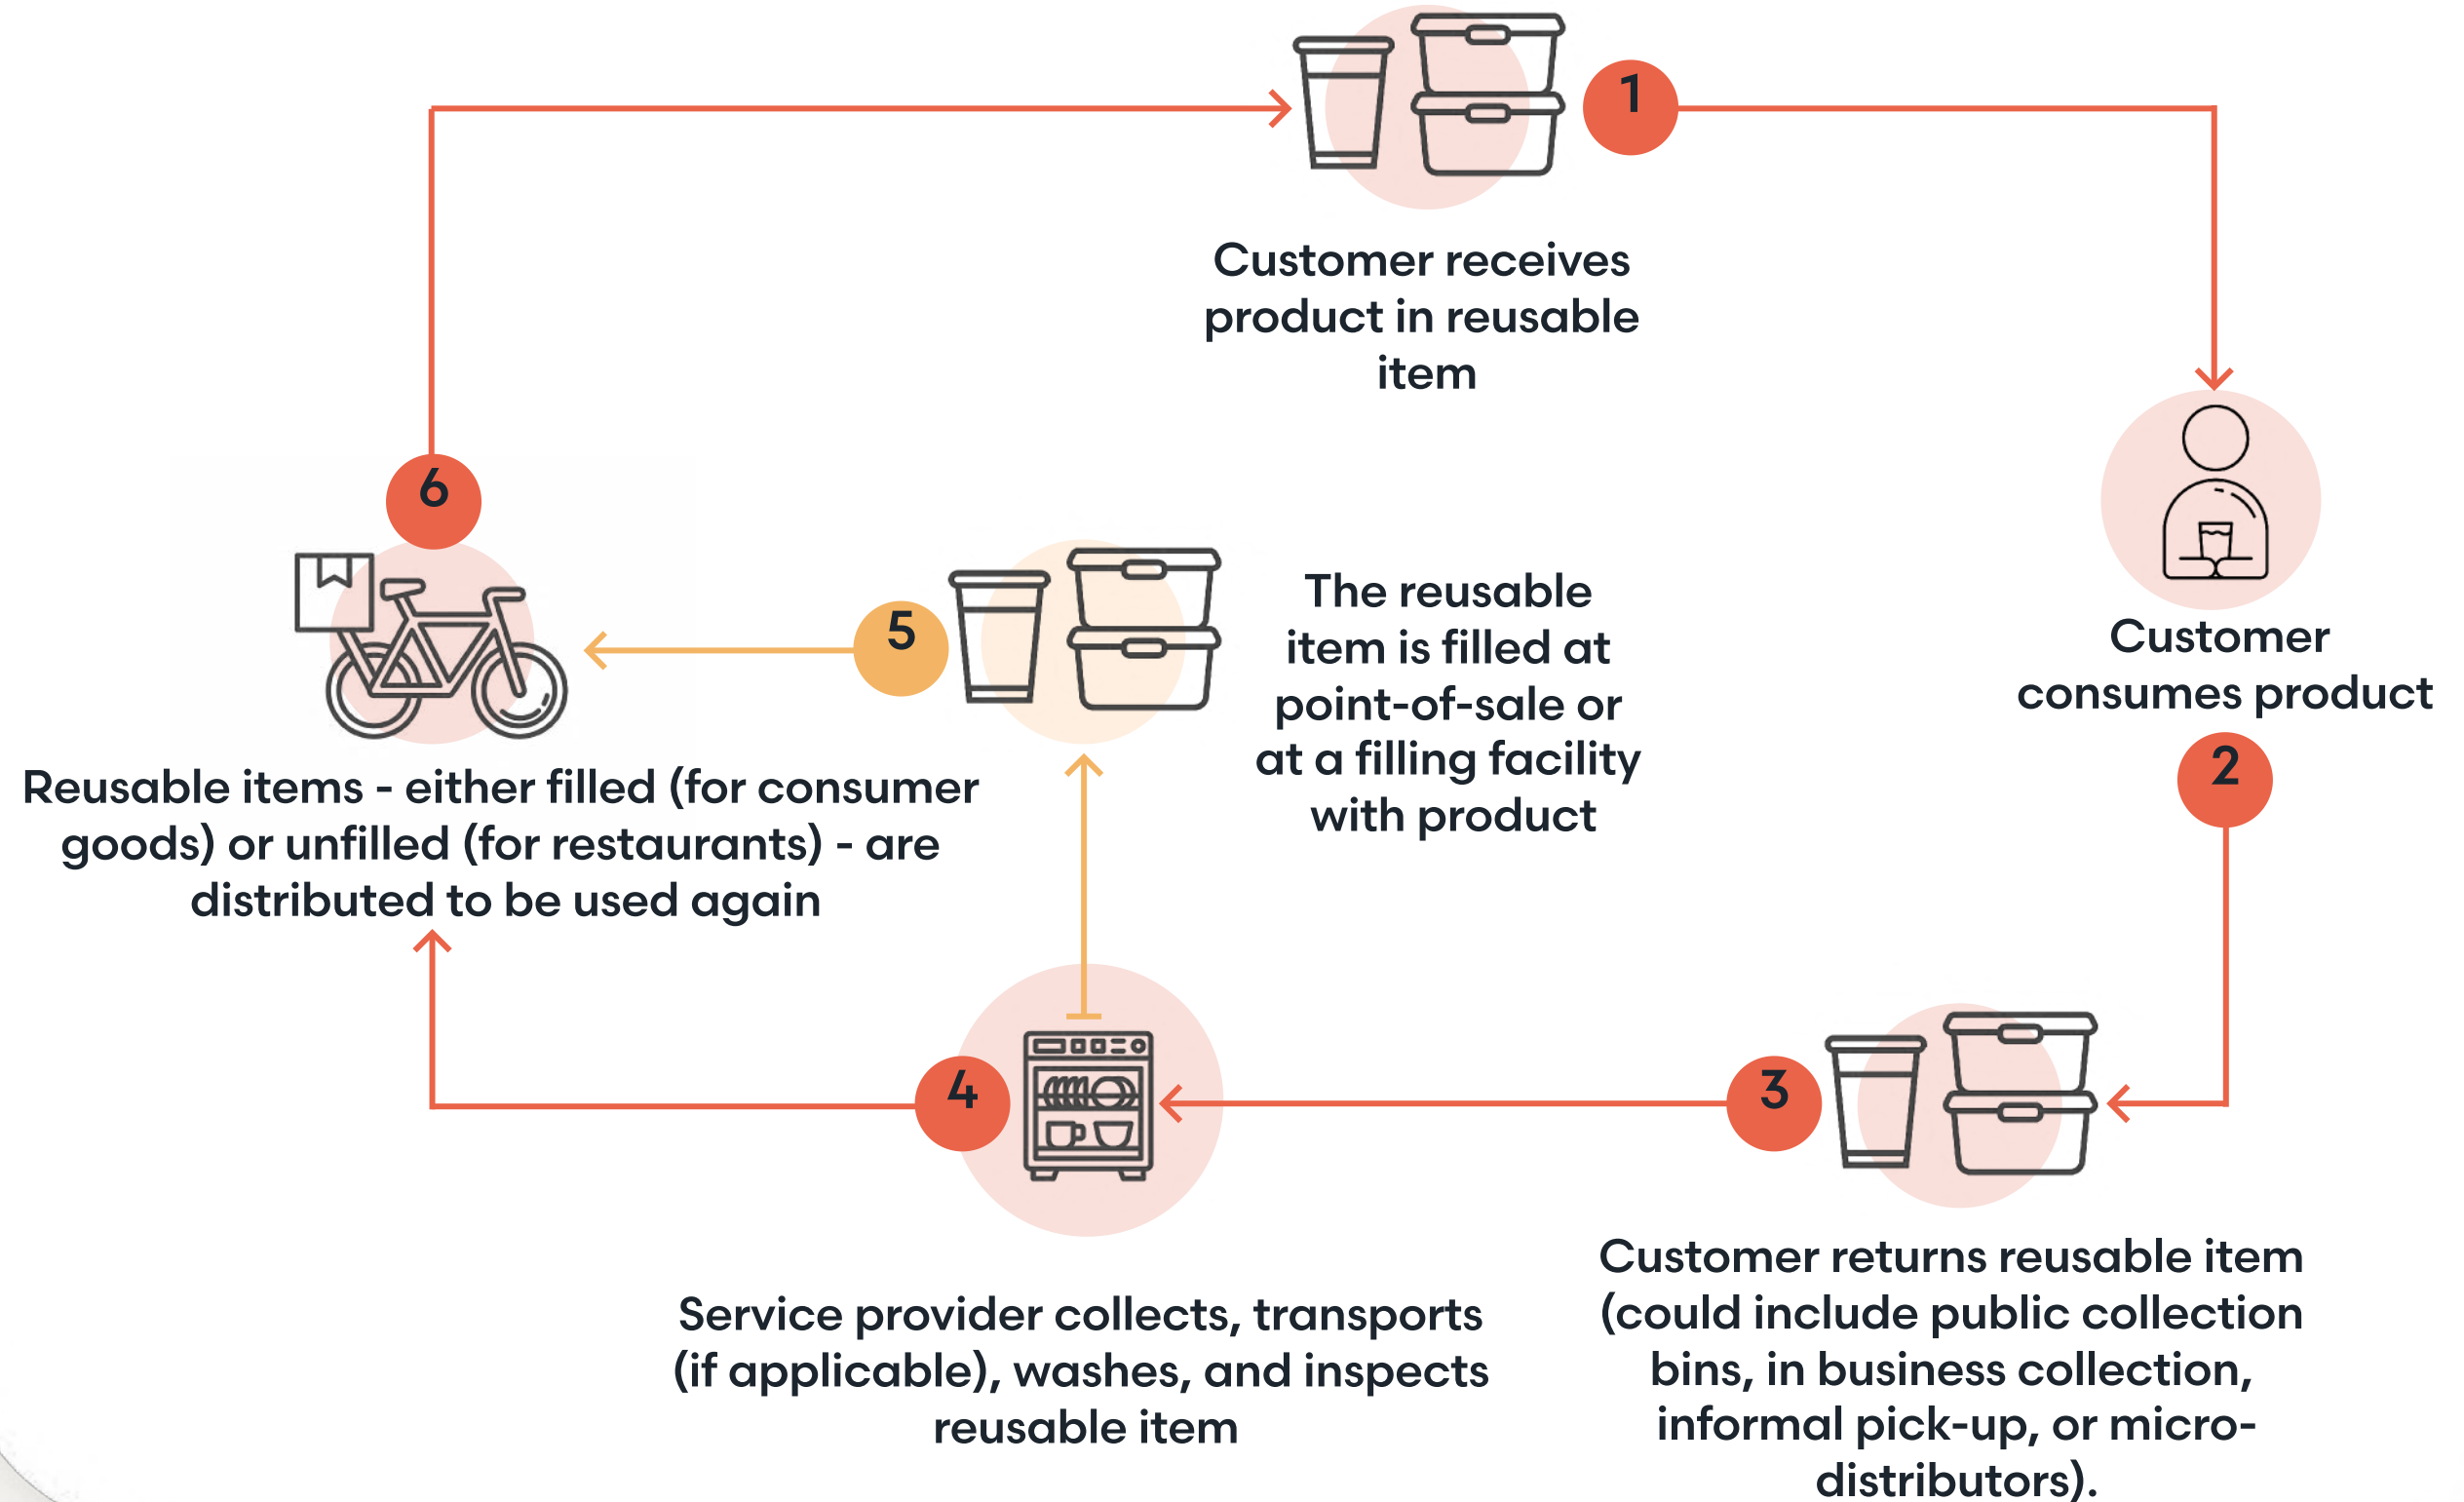 1
Customer receives
product in reusable
item
Customer
consumes product
2
3
Customer returns reusable item
(could include public collection
bins, in business collection,
informal pick-up, or micro-
distributors).
4
Service provider collects, transports
(if applicable), washes, and inspects
reusable item
5
The reusable
item is filled at
point-of-sale or
at a filling facility
with product
6
Reusable items - either filled (for consumer
goods) or unfilled (for restaurants) - are
distributed to be used again